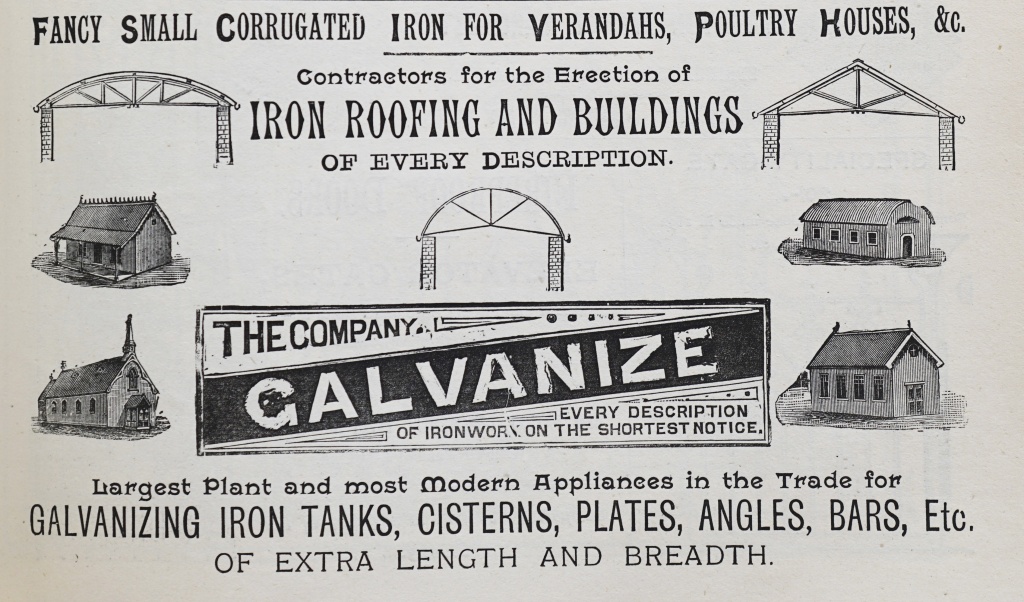 FANCY SMALL CORRUGATED IRON FOR VERANDAHS, POULTRY HOUSES, &c.
Contractors for the Erection of
IRON ROOFING AND BUILDINGS
OF EVERY DESCRIPTION.
THE COMPANY
GALVANIZE
EVERY DESCRIPTION
OF IRONWORK ON THE SHORTEST NOTICE.
Largest Plant and most Modern Appliances in the Trade for
GALVANIZING IRON TANKS, CISTERNS, PLATES, ANGLES, BARS, Etc.
OF EXTRA LENGTH AND BREADTH.